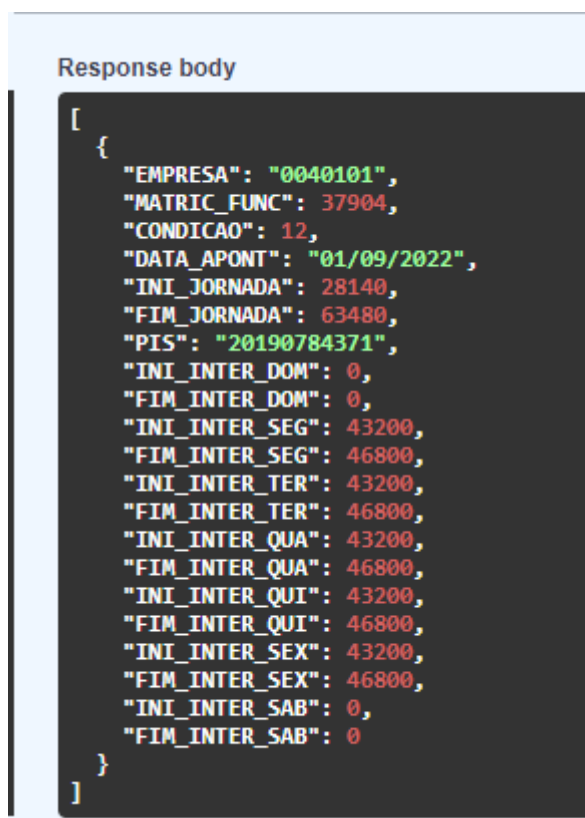 Response body
[
  {
    "EMPRESA": "0040101",
    "MATRIC_FUNC": 37904,
    "CONDICAO": 12,
    "DATA_APONT": "01/09/2022",
    "INI_JORNADA": 28140,
    "FIM_JORNADA": 63480,
    "PIS": "20190784371",
    "INI_INTER_DOM": 0,
    "FIM_INTER_DOM": 0,
    "INI_INTER_SEG": 43200,
    "FIM_INTER_SEG": 46800,
    "INI_INTER_TER": 43200,
    "FIM_INTER_TER": 46800,
    "INI_INTER_QUA": 43200,
    "FIM_INTER_QUA": 46800,
    "INI_INTER_QUI": 43200,
    "FIM_INTER_QUI": 46800,
    "INI_INTER_SEX": 43200,
    "FIM_INTER_SEX": 46800,
    "INI_INTER_SAB": 0,
    "FIM_INTER_SAB": 0
  }
]